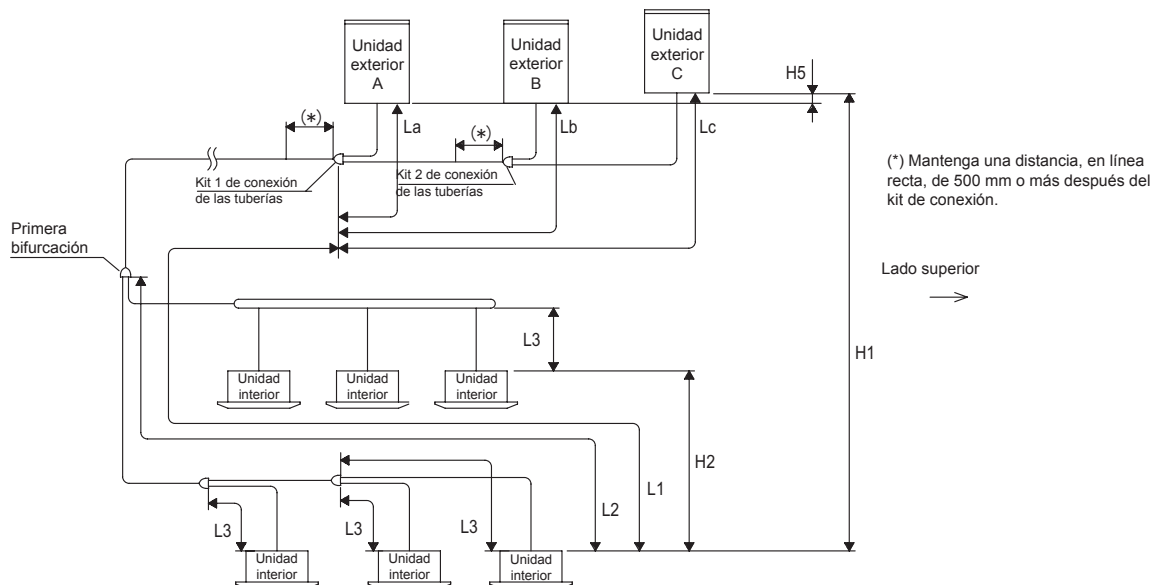 Unidad
exterior
A
Unidad
exterior
B
Unidad
exterior
C
H5
(*)
La
(*)
Lb
Lc
Kit 1 de conexión
de las tuberías
Kit 2 de conexión
de las tuberías
(*) Mantenga una distancia, en línea
recta, de 500 mm o más después del
kit de conexión.
Primera
bifurcación
Lado superior
L3
H1
Unidad
interior
Unidad
interior
Unidad
interior
H2
L1
L2
L3
L3
L3
Unidad
interior
Unidad
interior
Unidad
interior